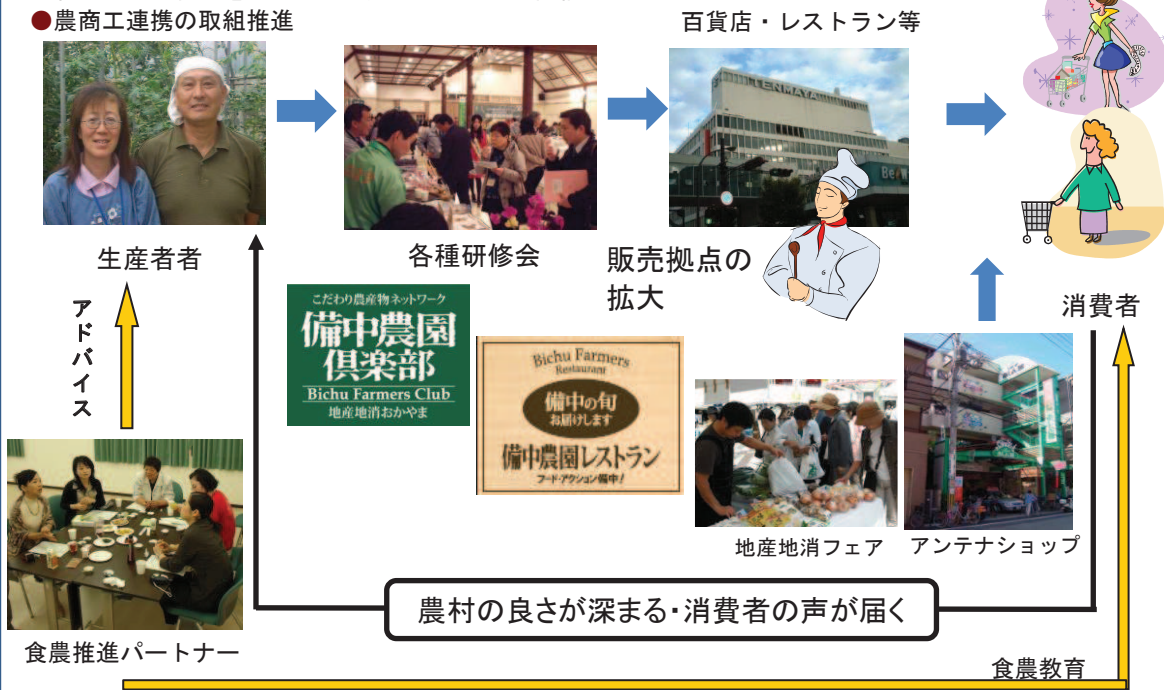 ●農商工連携の取組推進
百貨店・レストラン等
TENMAYA
生産者者
各種研修会
販売拠点の
拡大
消費者
アドバイス
こだわり農産物ネットワーク
備中農園
倶楽部
Bichu Farmers Club
地産地消おかやま
Bichu Farmers
Restaurant
備中の旬
お届けします
備中農園レストラン
フード・アクション備中!
地産地消フェア
アンテナショップ
農村の良さが深まる・消費者の声が届く
食農推進パートナー
食農教育